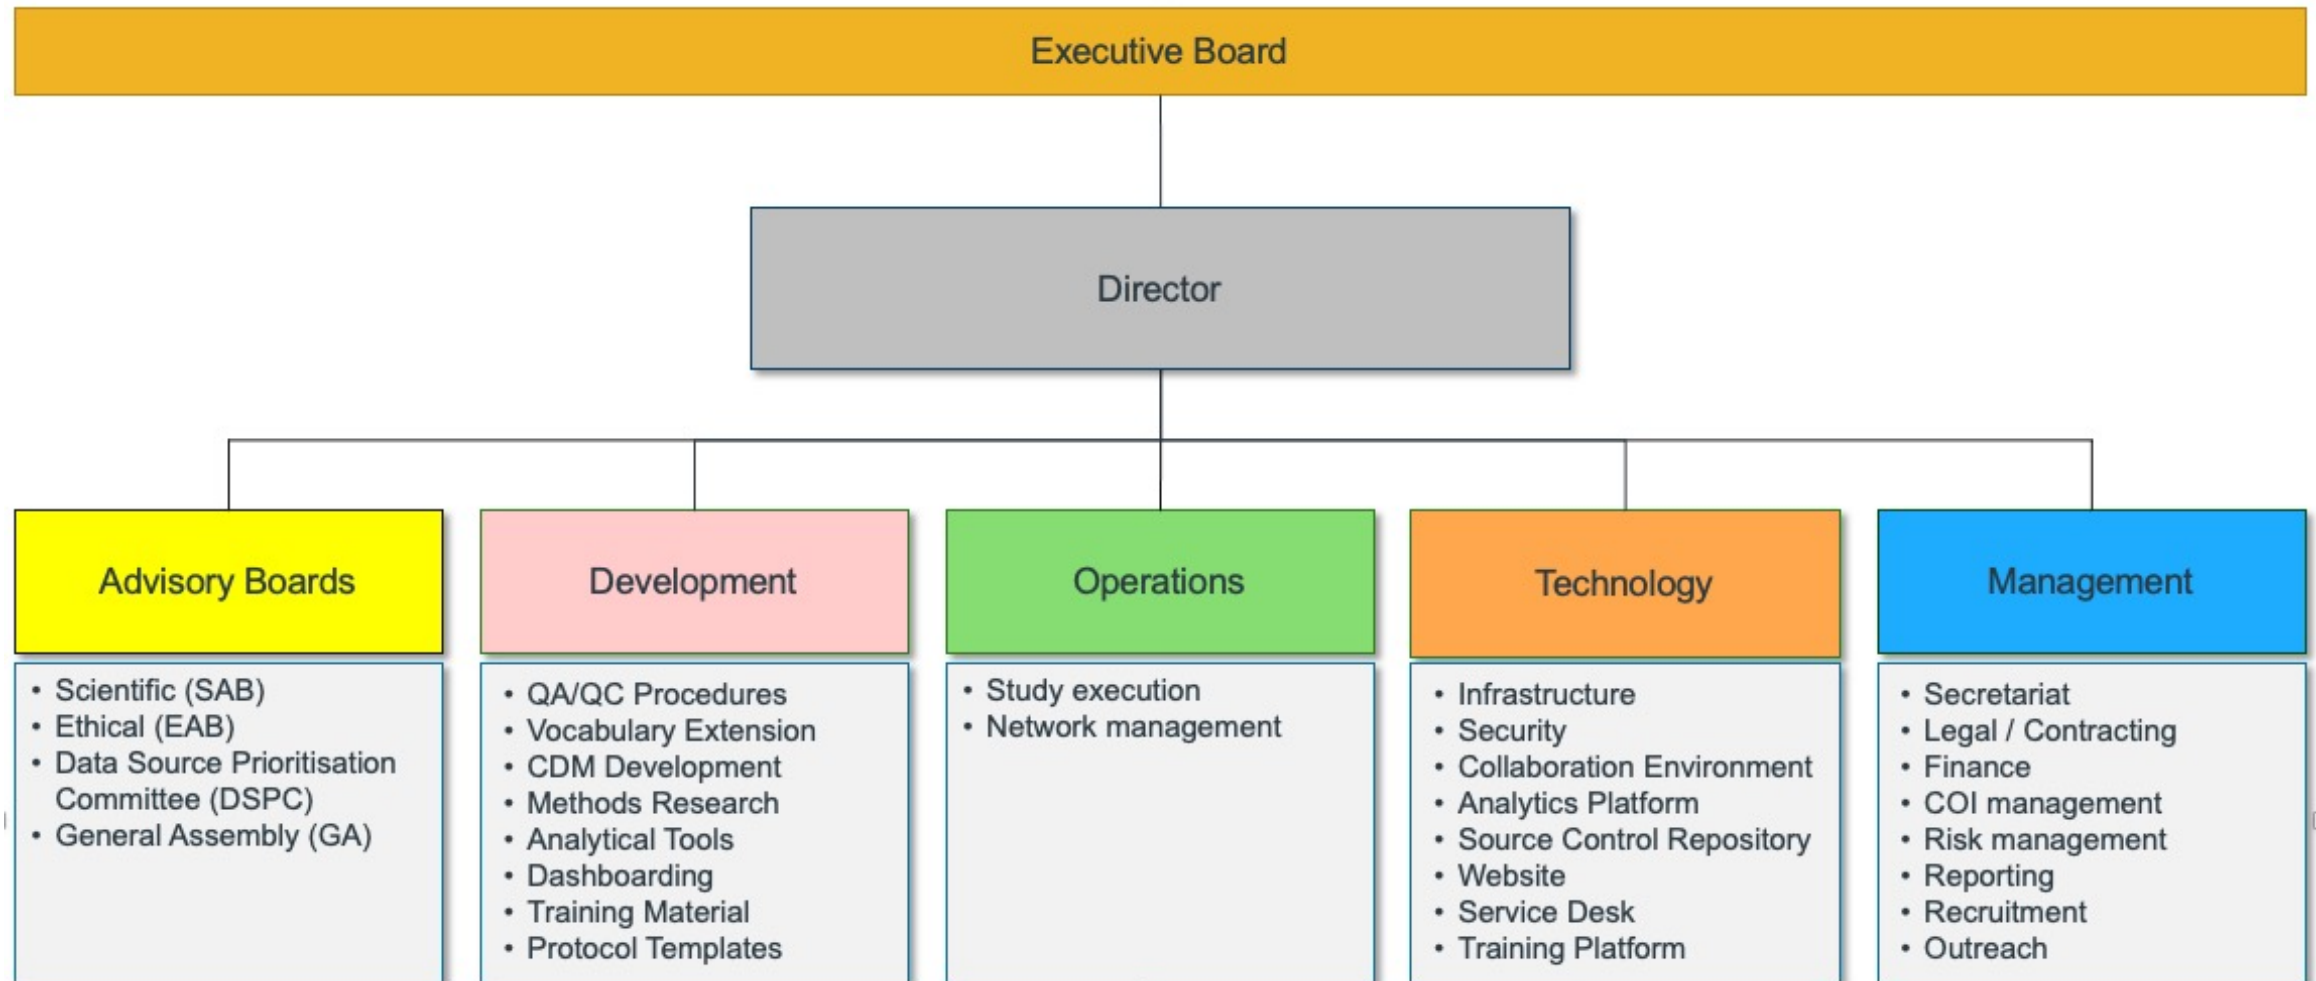 Executive Board
Director
Advisory Boards
• Scientific (SAB)
• Ethical (EAB)
• Data Source Prioritisation
Committee (DSPC)
• General Assembly (GA)
Development
• QA/QC Procedures
• Vocabulary Extension
• CDM Development
• Methods Research
• Analytical Tools
• Dashboarding
• Training Material
• Protocol Templates
Operations
• Study execution
• Network management
Technology
• Infrastructure
• Security
• Collaboration Environment
• Analytics Platform
• Source Control Repository
• Website
• Service Desk
• Training Platform
Management
• Secretariat
• Legal / Contracting
• Finance
• COI management
• Risk management
• Reporting
• Recruitment
• Outreach